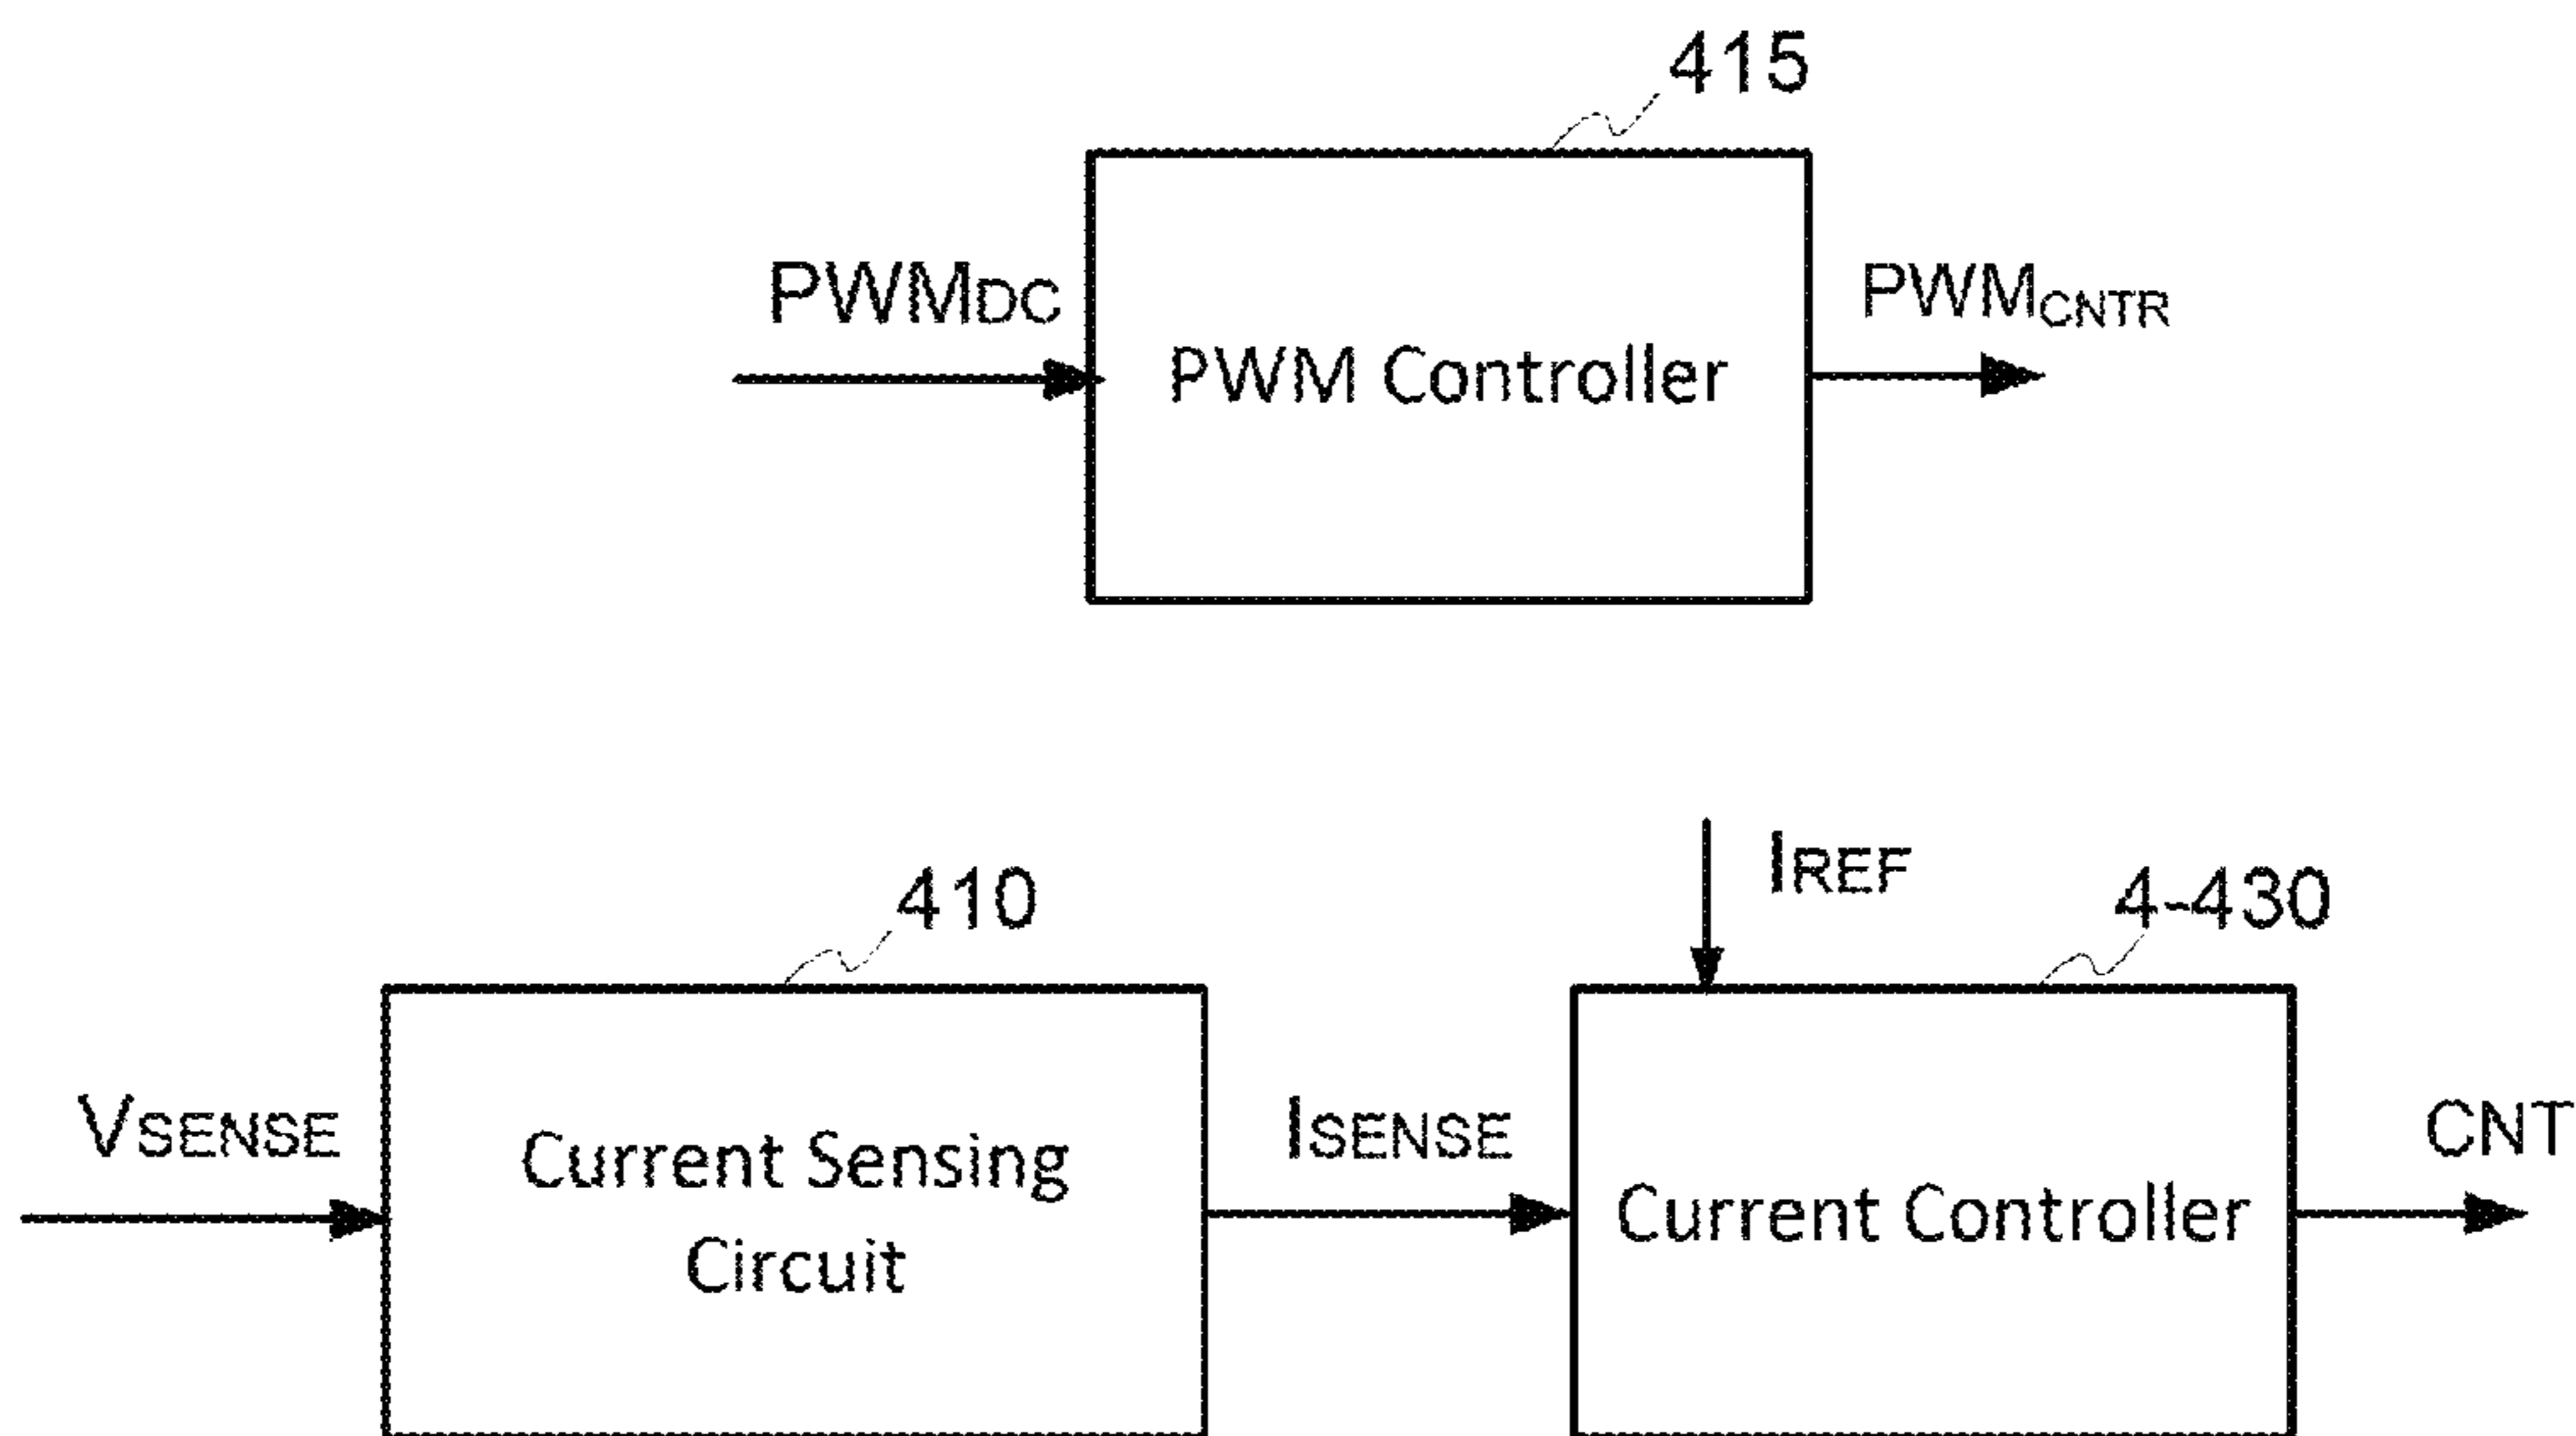 415
PWMDC
PWMCNTR
PWM Controller
IREF
410
4-430
VSENSE
ISENSE
CNT
Current Sensing
Circuit
Current Controller